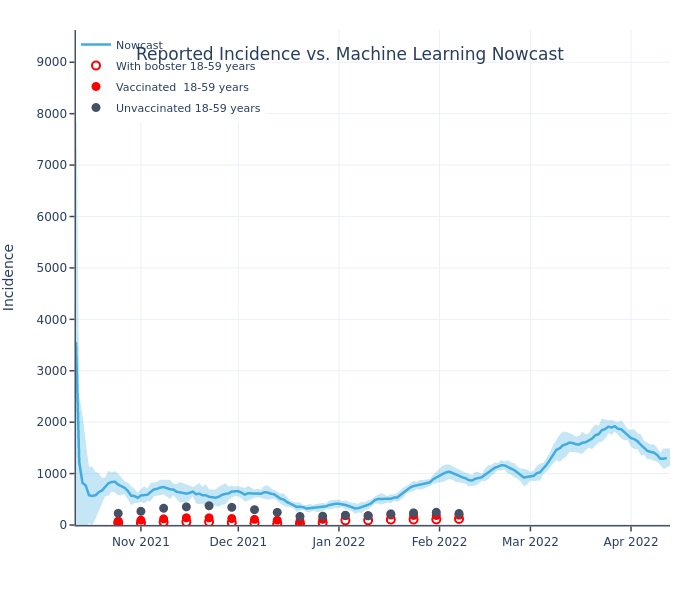 Reported Incidence vs. Machine Learning Nowcast
Nowcast
With booster 18-59 years
Vaccinated  18-59 years
Unvaccinated 18-59 years
Incidence
9000
8000
7000
6000
5000
4000
3000
2000
1000
0
Nov 2021 Dec 2021 Jan 2022 Feb 2022 Mar 2022 Apr 2022